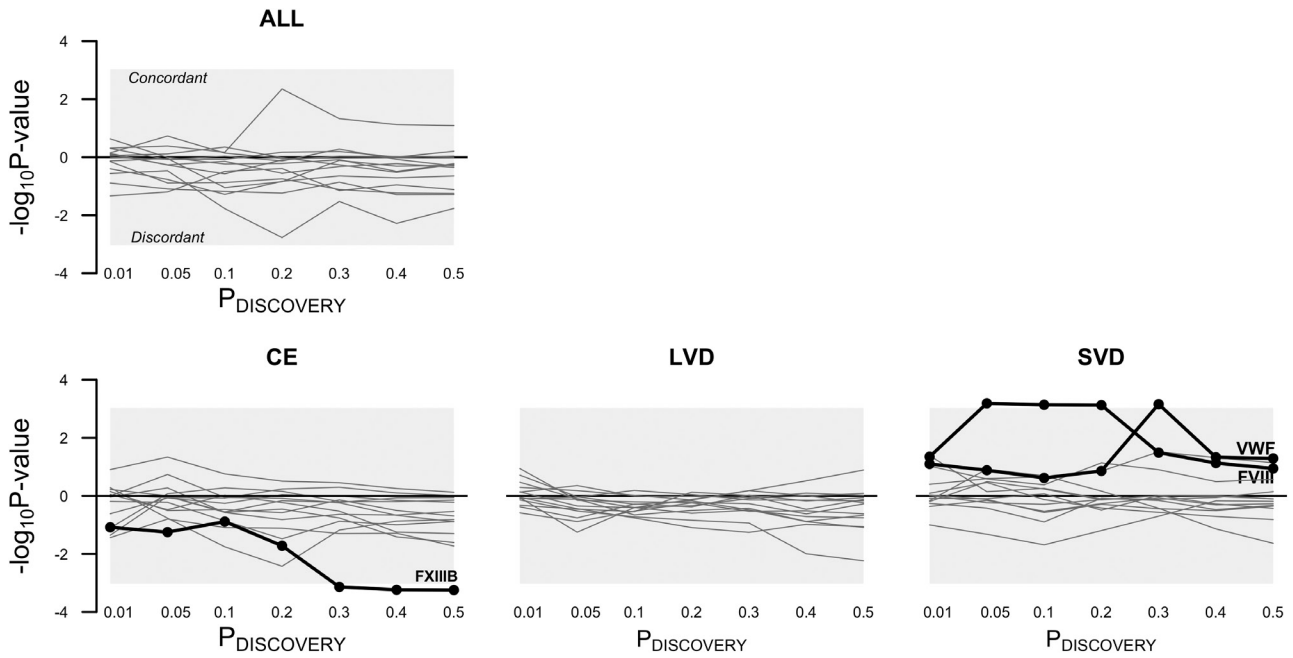 ALL
4
2
0
-2
-4
-log10P-value
Concordant
Discordant
0.01 0.05 0.1 0.2 0.3 0.4 0.5
PDISCOVERY
CE
4
2
0
-2
-4
-log10P-value
FXIIIB
0.01 0.05 0.1 0.2 0.3 0.4 0.5
PDISCOVERY
LVD
0.01 0.05 0.1 0.2 0.3 0.4 0.5
PDISCOVERY
SVD
VWF
FVIII
0.01 0.05 0.1 0.2 0.3 0.4 0.5
PDISCOVERY